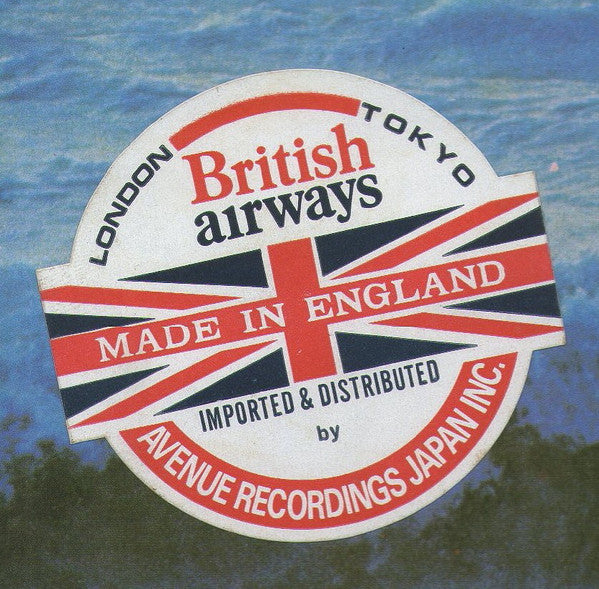 LONDON
TOKYO
British
airways
MADE IN ENGLAND
IMPORTED & DISTRIBUTED
by
AVENUE RECORDINGS JAPAN INC.